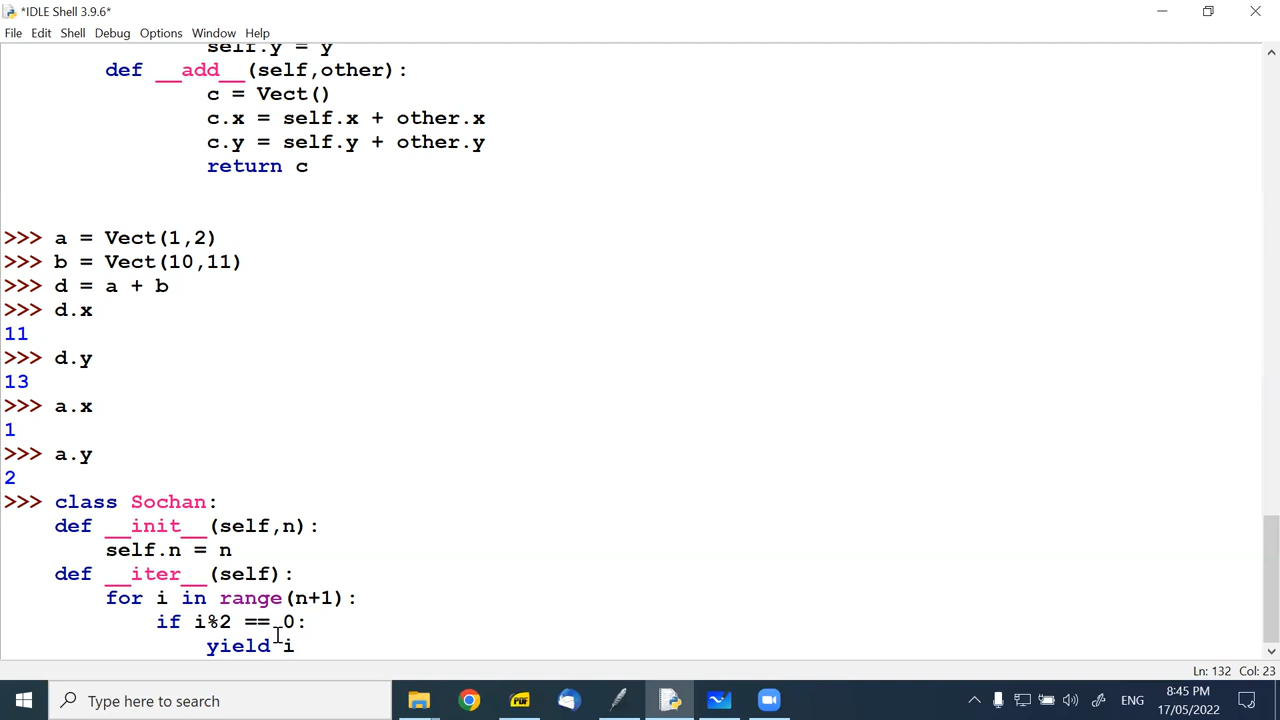 *IDLE Shell 3.9.6*
File Edit Shell Debug Options Window Help
self.y = y
def __add__(self,other):
c = Vect()
c.x = self.x + other.x
c.y = self.y + other.y
return c
>>> a = Vect(1,2)
>>> b = Vect(10,11)
>>> d = a + b
>>> d.x
11
>>> d.y
13
>>> a.x
1
>>> a.y
2
>>> class Sochan:
def __init__(self,n):
self.n = n
def __iter__(self):
for i in range(n+1):
if i%2 == 0:
yield i
Ln: 132 Col: 23
Type here to search
PDF
ENG
8:45 PM
17/05/2022